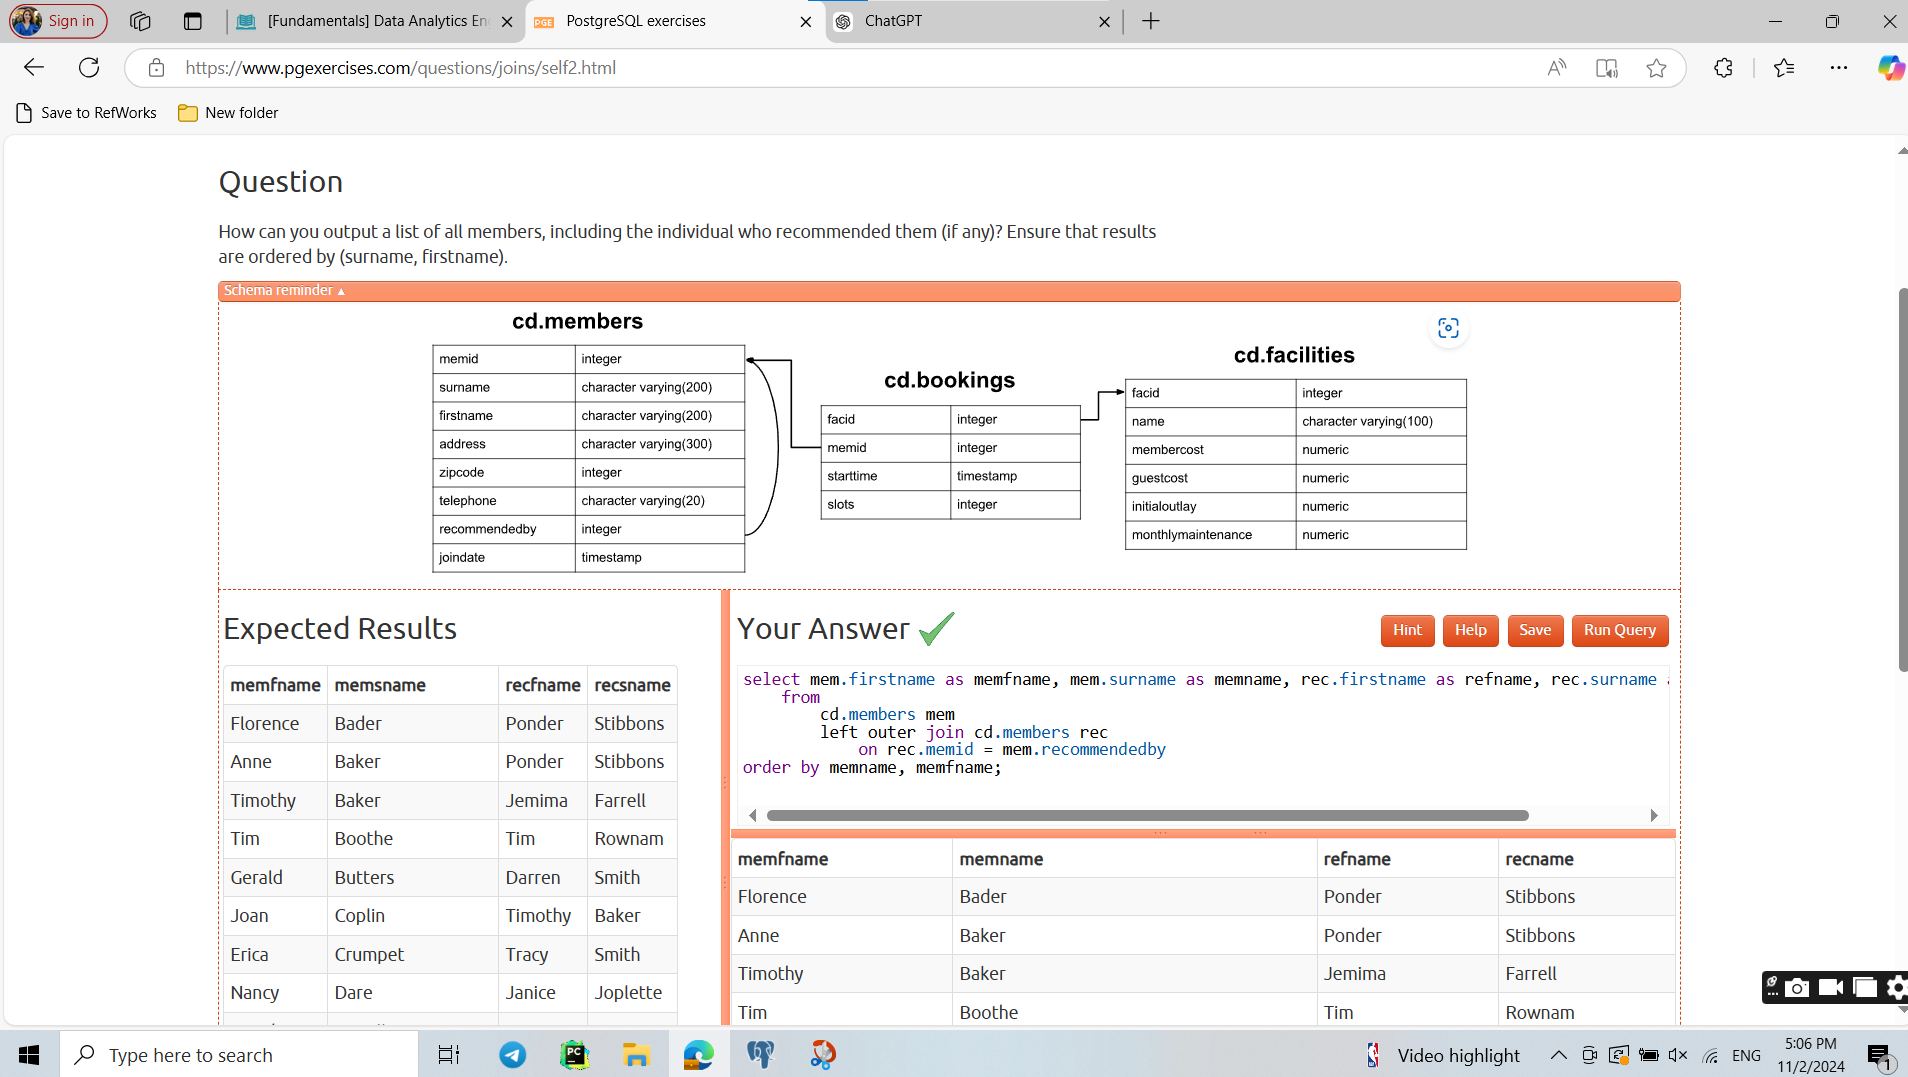 Sign in
[Fundamentals] Data Analytics En
PGE
PostgreSQL exercises
ChatGPT
https://www.pgexercises.com/questions/joins/self2.html
Save to RefWorks
New folder
Question
How can you output a list of all members, including the individual who recommended them (if any)? Ensure that results
are ordered by (surname, firstname).
Schema reminder ▲
cd.members
memid integer
surname character varying(200)
firstname character varying(200)
address character varying(300)
zipcode integer
telephone character varying(20)
recommendedby integer
joindate timestamp
cd.bookings
facid integer
memid integer
starttime timestamp
slots integer
cd.facilities
facid integer
name character varying(100)
membercost numeric
guestcost numeric
initialoutlay numeric
monthlymaintenance numeric
Expected Results
memfname memsname recfname recsname
Florence Bader Ponder Stibbons
Anne Baker Ponder Stibbons
Timothy Baker Jemima Farrell
Tim Boothe Tim Rownam
Gerald Butters Darren Smith
Joan Coplin Timothy Baker
Erica Crumpet Tracy Smith
Nancy Dare Janice Joplette
Your Answer
Hint Help Save Run Query
select mem.firstname as memfname, mem.surname as memname, rec.firstname as refname, rec.surname
from
cd.members mem
left outer join cd.members rec
on rec.memid = mem.recommendedby
order by memname, memfname;
memfname memname refname recname
Florence Bader Ponder Stibbons
Anne Baker Ponder Stibbons
Timothy Baker Jemima Farrell
Tim Boothe Tim Rownam
Type here to search
PC
Video highlight
ENG
5:06 PM
11/2/2024
1